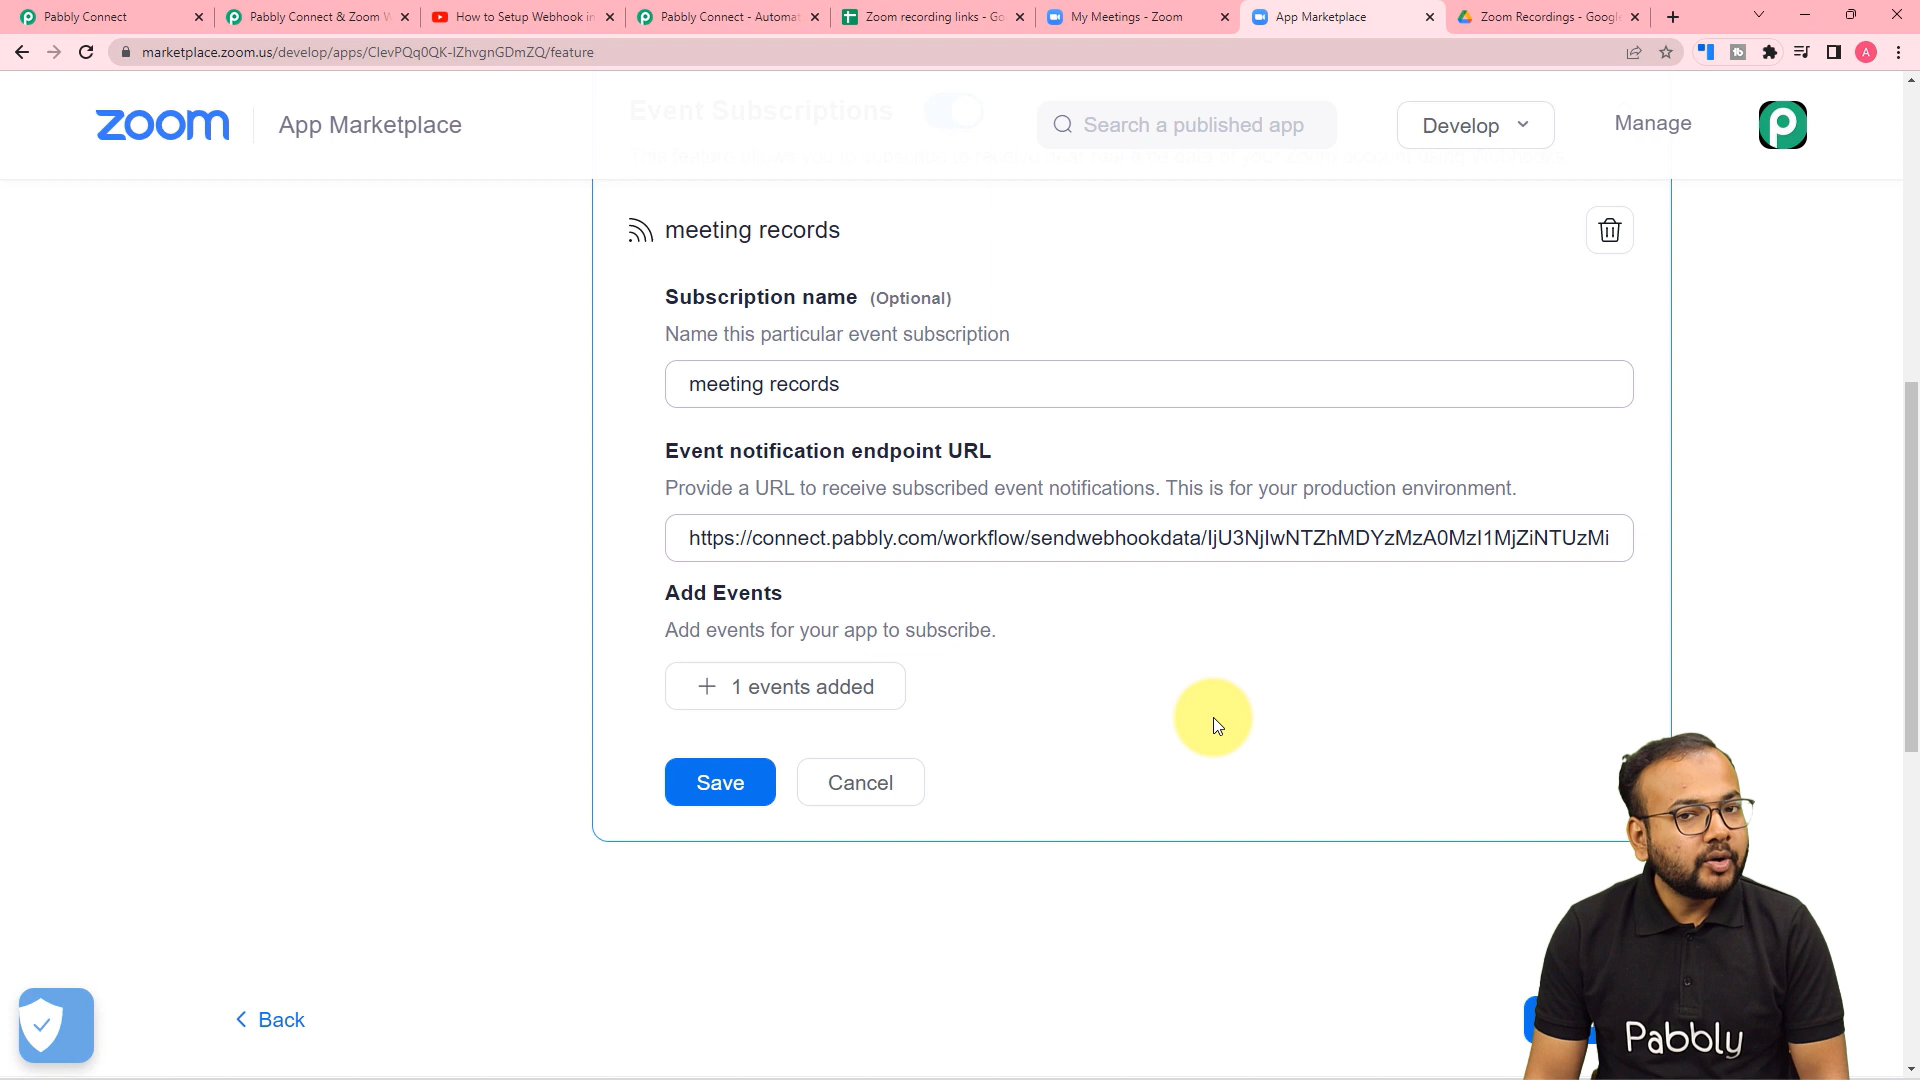 Pabbly Connect
Pabbly Connect & Zoom W
How to Setup Webhook in
Pabbly Connect - Automat
Zoom recording links - Go
My Meetings - Zoom
App Marketplace
Zoom Recordings - Google
marketplace.zoom.us/develop/apps/ClevPQq0QK-IZhvgnGDmZQ/feature
A
zoom
App Marketplace
Event Subscriptions
Search a published app
Develop
Manage
meeting records
Subscription name (Optional)
Name this particular event subscription
meeting records
Event notification endpoint URL
Provide a URL to receive subscribed event notifications. This is for your production environment.
https://connect.pabbly.com/workflow/sendwebhookdata/IjU3NjIwNTZhMDYzMzA0MzI1MjZiNTUzMi
Add Events
Add events for your app to subscribe.
+ 1 events added
Save
Cancel
Back
Pabbly